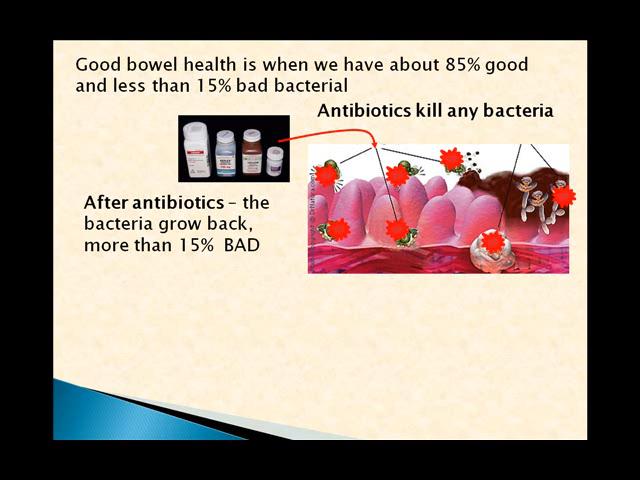 Good bowel health is when we have about 85% good
and less than 15% bad bacterial
Antibiotics kill any bacteria
After antibiotics – the
bacteria grow back,
more than 15% BAD